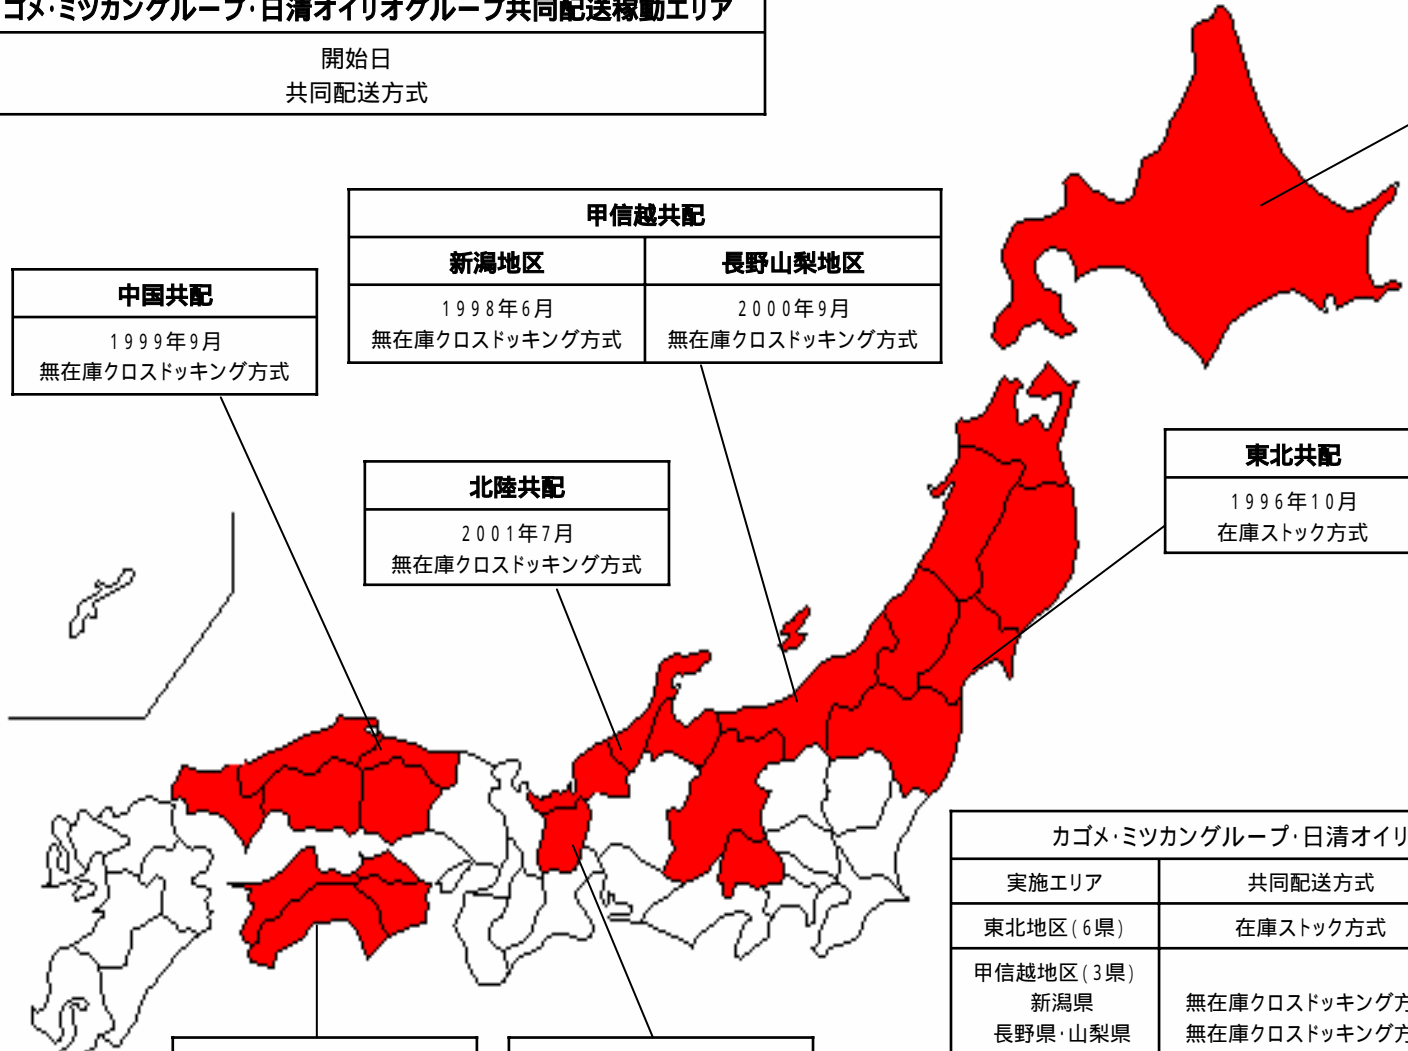 ゴメ・ミツカングループ・日清オイリオグループ共同配送稼動エリア
開始日
共同配送方式
甲信越共配
新潟地区
長野山梨地区
1998年6月
無在庫クロスドッキング方式
2000年9月
無在庫クロスドッキング方式
中国共配
1999年9月
無在庫クロスドッキング方式
北陸共配
2001年7月
無在庫クロスドッキング方式
東北共配
1996年10月
在庫ストック方式
カゴメ・ミツカングループ・日清オイリ
実施エリア
共同配送方式
東北地区(6県)
在庫ストック方式
甲信越地区(3県)
新潟県
無在庫クロスドッキング方
長野県・山梨県
無在庫クロスドッキング方